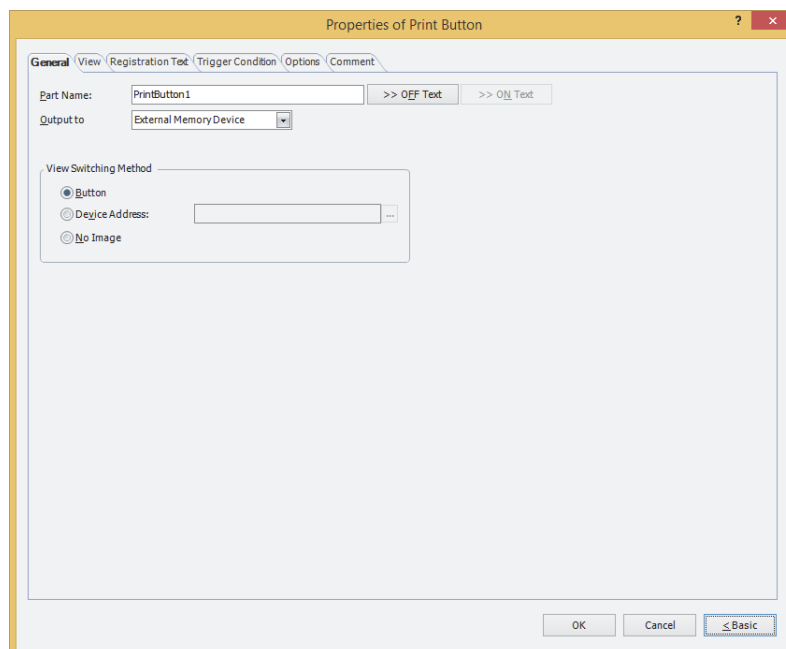 Properties of Print Button ?
General View Registration Text Trigger Condition Options Comment
Part Name: PrintButton1 >> OFF Text >> ON Text
Output to External Memory Device
View Switching Method
Button
Device Address: ...
No Image
OK Cancel < Basic